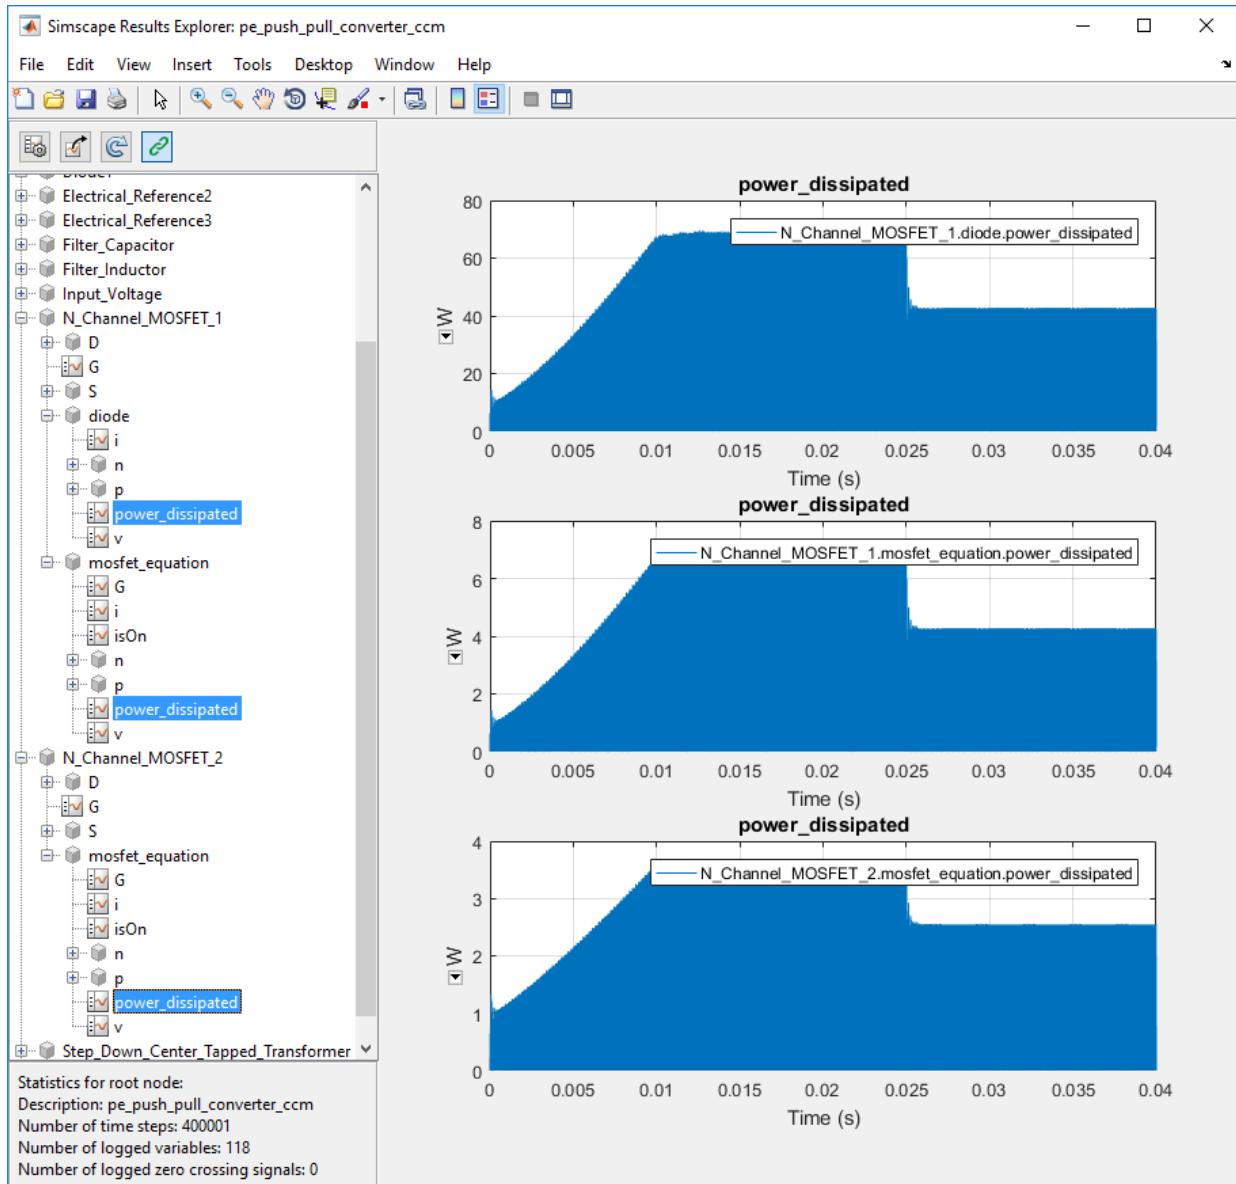 Simscape Results Explorer: pe_push_pull_converter_ccm
File Edit View Insert Tools Desktop Window Help
Diode1
Electrical_Reference2
Electrical_Reference3
Filter_Capacitor
Filter_Inductor
Input_Voltage
N_Channel_MOSFET_1
D
G
S
diode
i
n
p
power_dissipated
v
mosfet_equation
G
i
isOn
n
p
power_dissipated
v
N_Channel_MOSFET_2
D
G
S
mosfet_equation
G
i
isOn
n
p
power_dissipated
v
Step_Down_Center_Tapped_Transformer
Statistics for root node:
Description: pe_push_pull_converter_ccm
Number of time steps: 400001
Number of logged variables: 118
Number of logged zero crossing signals: 0
power_dissipated
N_Channel_MOSFET_1.diode.power_dissipated
W
80
60
40
20
0
0 0.005 0.01 0.015 0.02 0.025 0.03 0.035 0.04
Time (s)
power_dissipated
N_Channel_MOSFET_1.mosfet_equation.power_dissipated
W
8
6
4
2
0
0 0.005 0.01 0.015 0.02 0.025 0.03 0.035 0.04
Time (s)
power_dissipated
N_Channel_MOSFET_2.mosfet_equation.power_dissipated
W
4
3
2
1
0
0 0.005 0.01 0.015 0.02 0.025 0.03 0.035 0.04
Time (s)